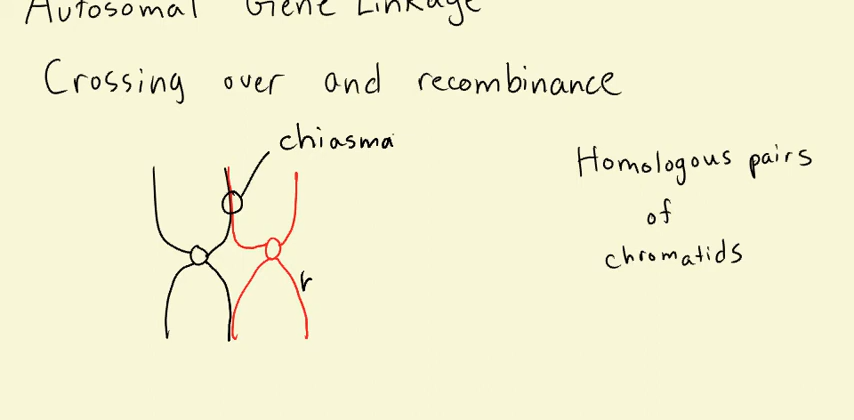 Autosomal Gene Linkage
Crossing over and recombinance
chiasma
Homologous pairs
of
chromatids
r